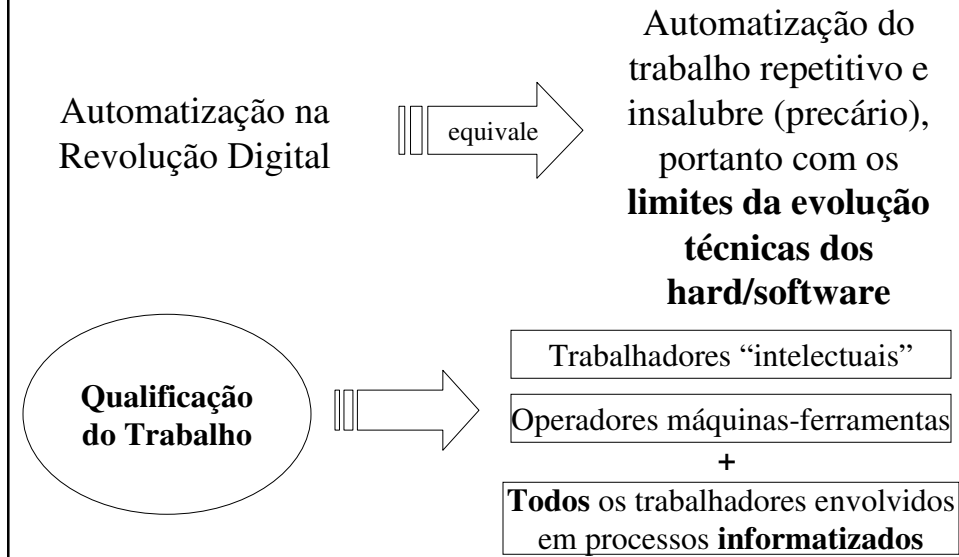 Automatização na
Revolução Digital
equivale
Automatização do
trabalho repetitivo e
insalubre (precário),
portanto com os
limites da evolução
técnicas dos
hard/software
Qualificação
do Trabalho
Trabalhadores “intelectuais”
Operadores máquinas-ferramentas
+
Todos os trabalhadores envolvidos
em processos informatizados